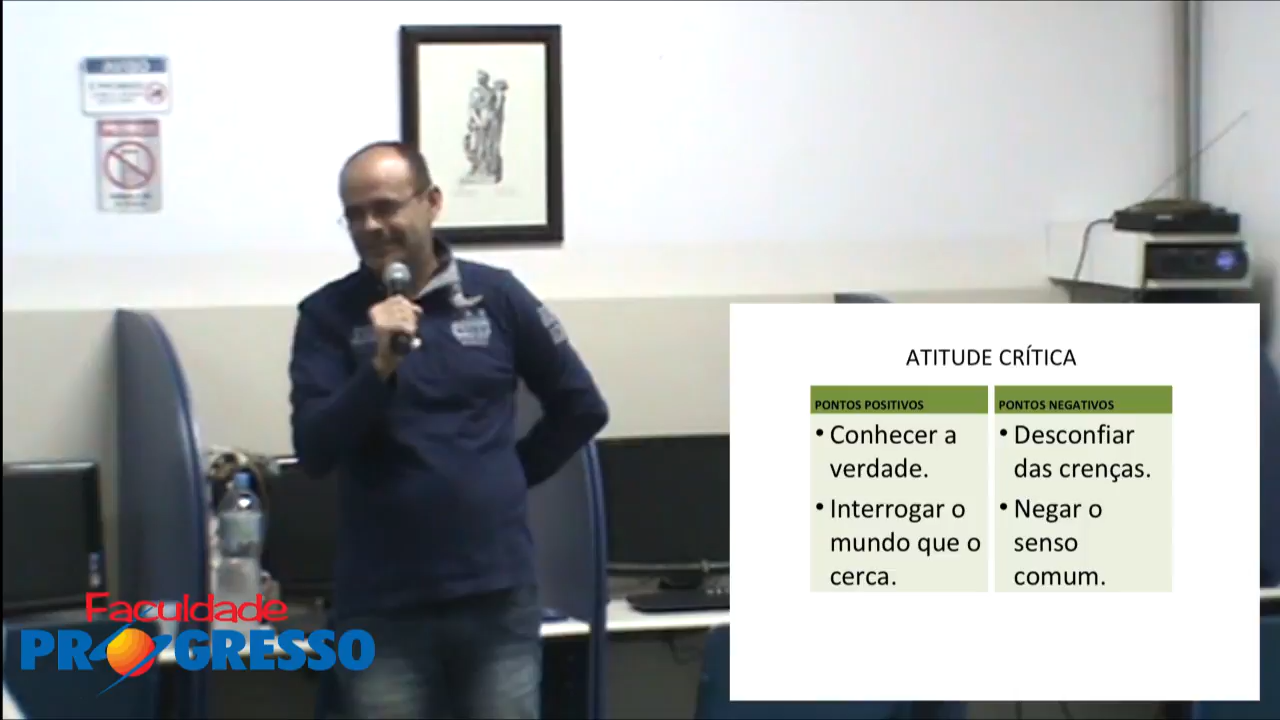 AVISO
ATITUDE CRÍTICA
PONTOS POSITIVOS
PONTOS NEGATIVOS
• Conhecer a
verdade.
• Interrogar o
mundo que o
cerca.
• Desconfiar
das crenças.
• Negar o
senso
comum.
Faculdade
PROGRESSO